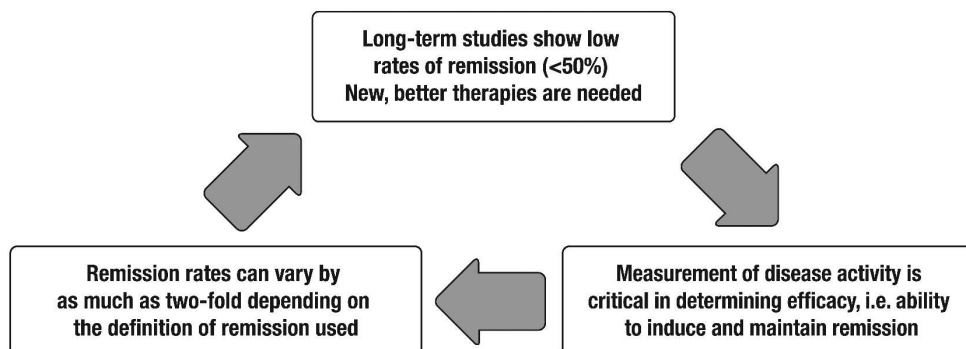 Long-term studies show low
rates of remission (<50%)
New, better therapies are needed
Remission rates can vary by
as much as two-fold depending on
the definition of remission used
Measurement of disease activity is
critical in determining efficacy, i.e. ability
to induce and maintain remission